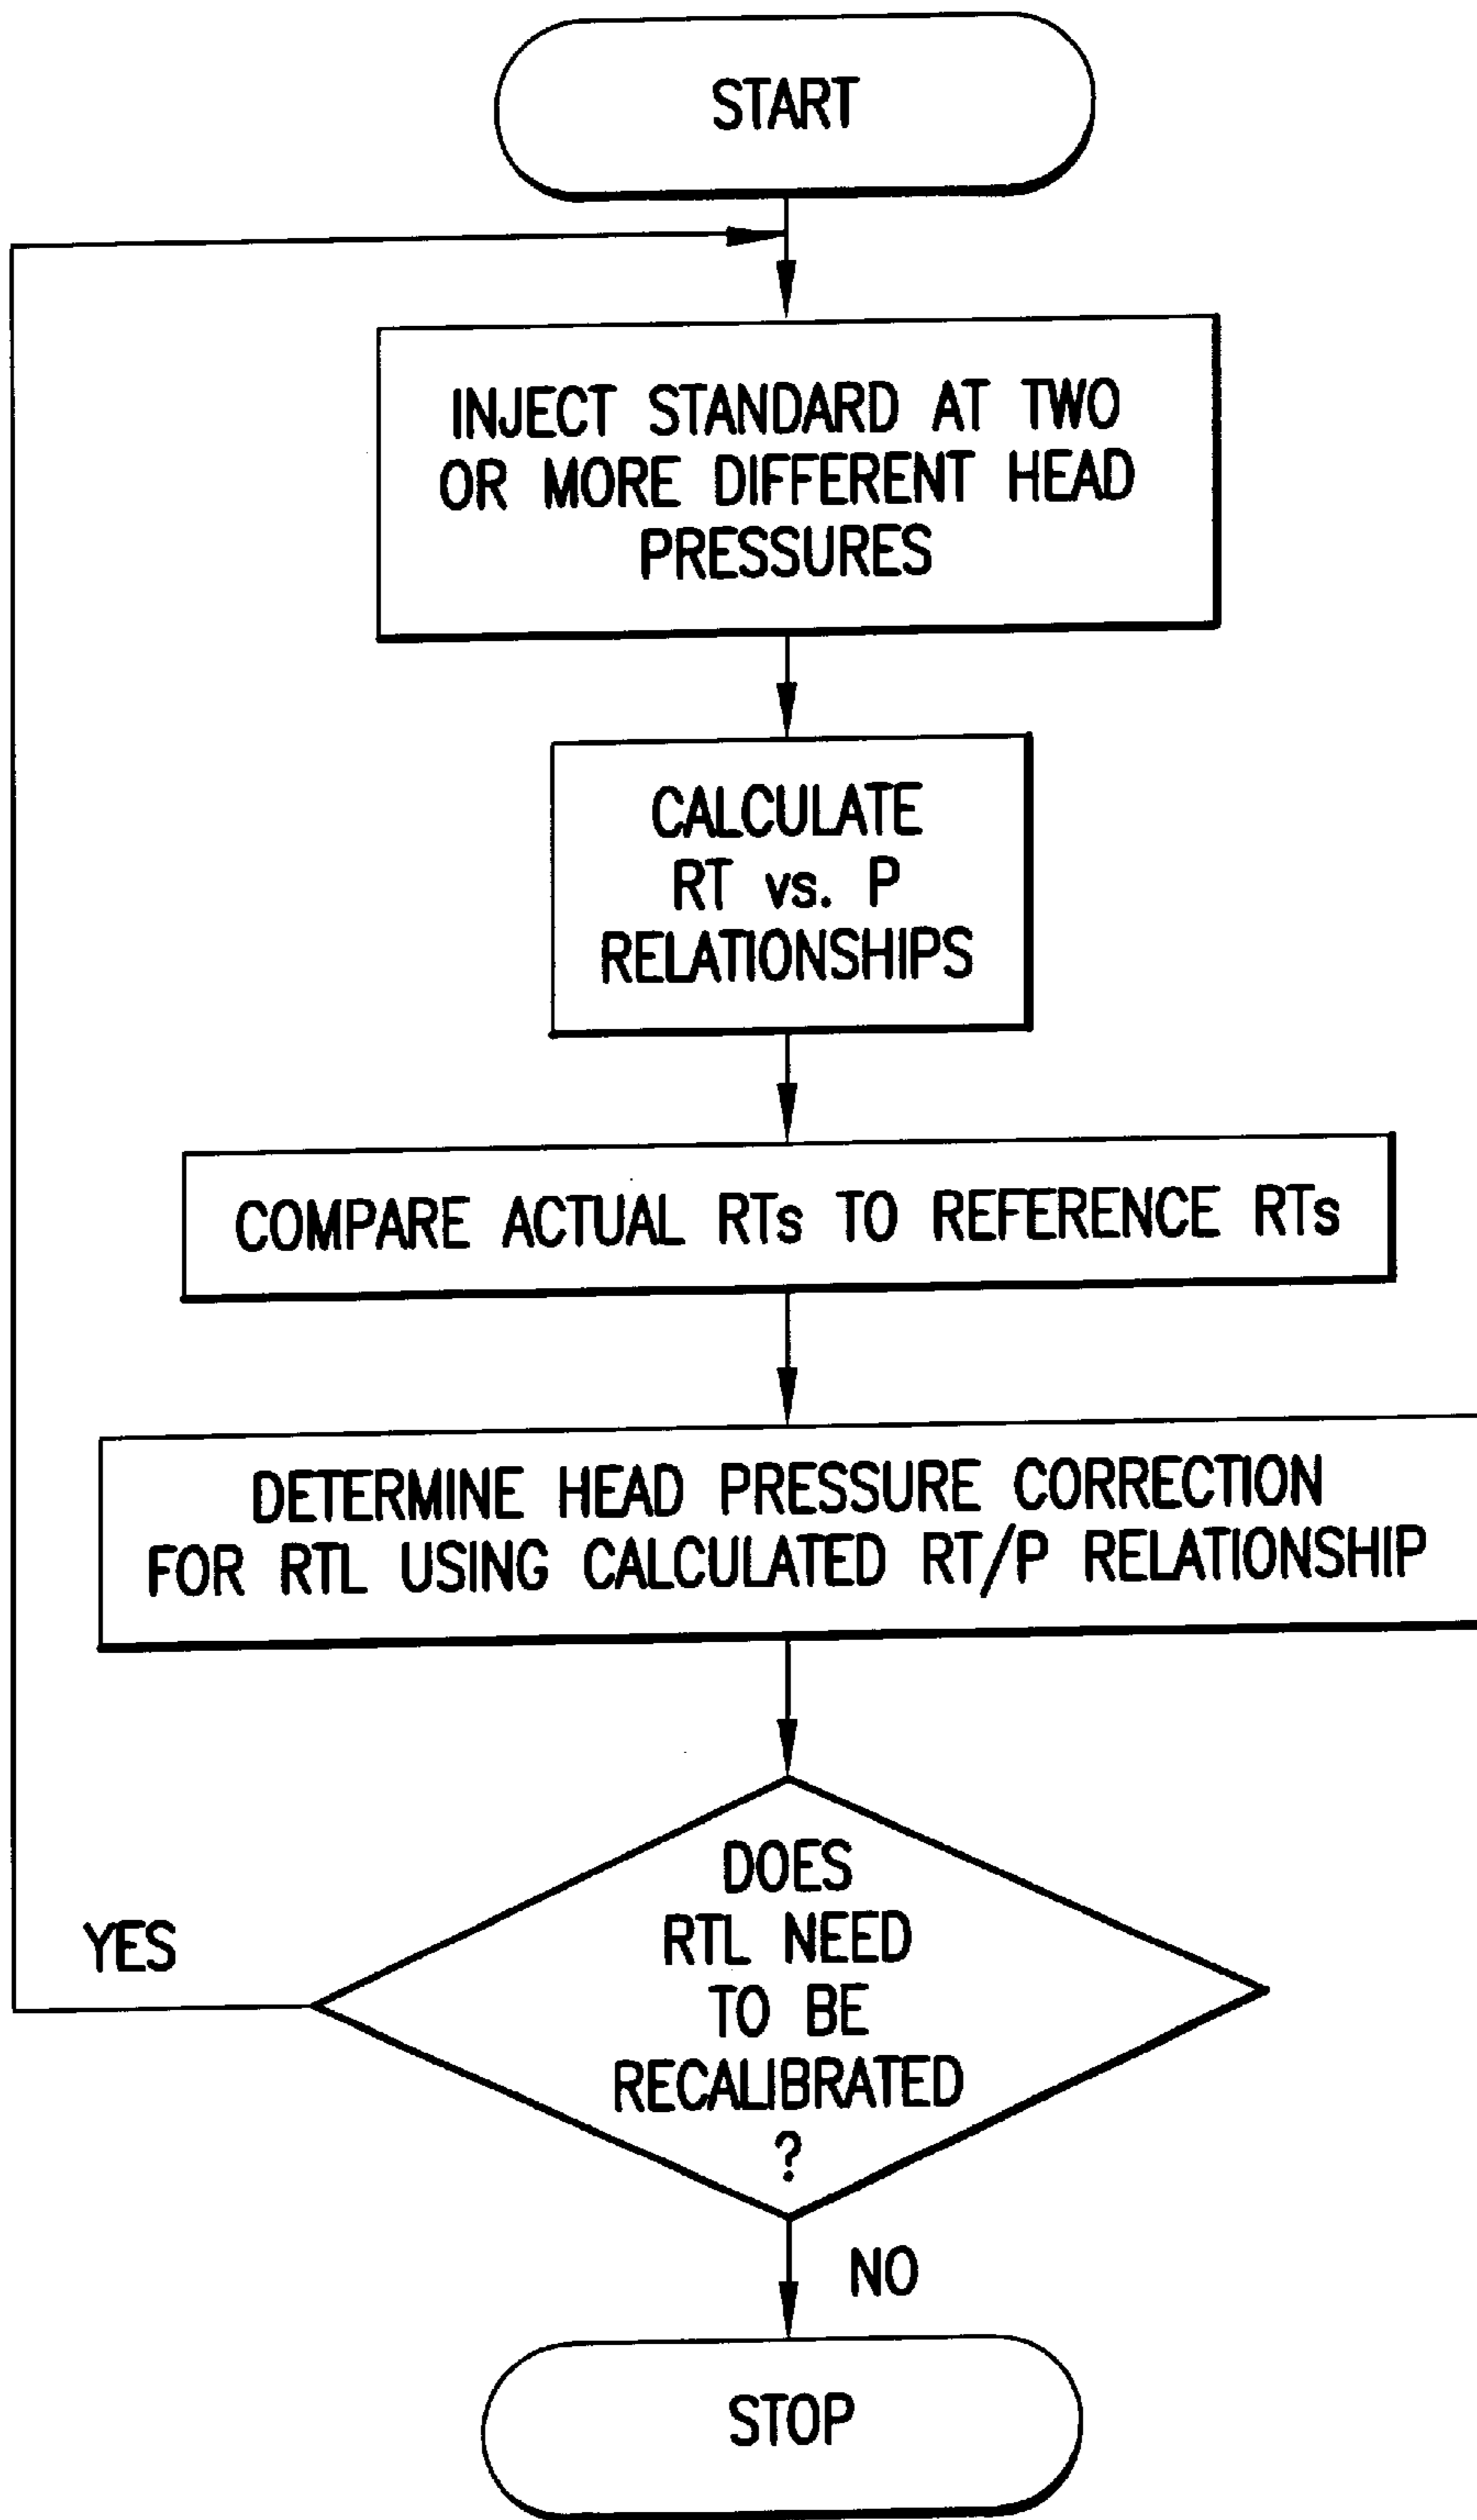 START
INJECT STANDARD AT TWO
OR MORE DIFFERENT HEAD
PRESSURES
CALCULATE
RT vs. P
RELATIONSHIPS
COMPARE ACTUAL RTs TO REFERENCE RTs
DETERMINE HEAD PRESSURE CORRECTION
FOR RTL USING CALCULATED RT/P RELATIONSHIP
DOES
RTL NEED
TO BE
RECALIBRATED
?
YES
NO
STOP